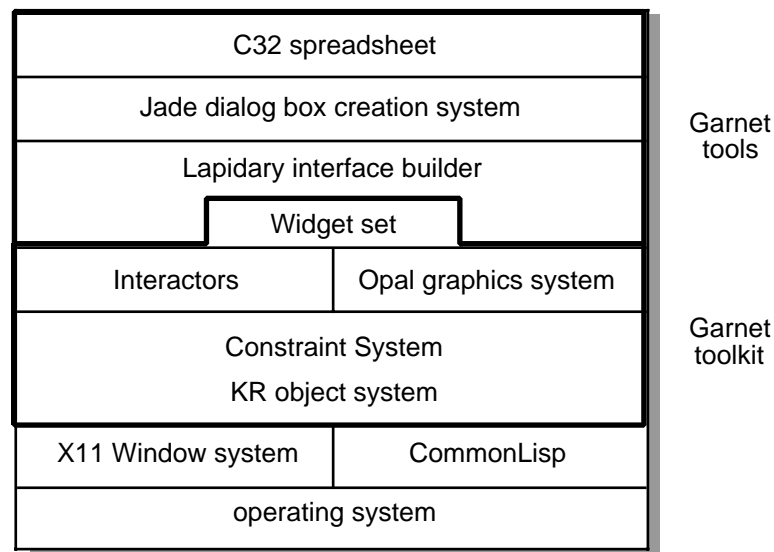 C32 spreadsheet
Jade dialog box creation system
Garnet
tools
Lapidary interface builder
Widget set
Interactors
Opal graphics system
Constraint System
KR object system
Garnet
toolkit
X11 Window system
CommonLisp
operating system